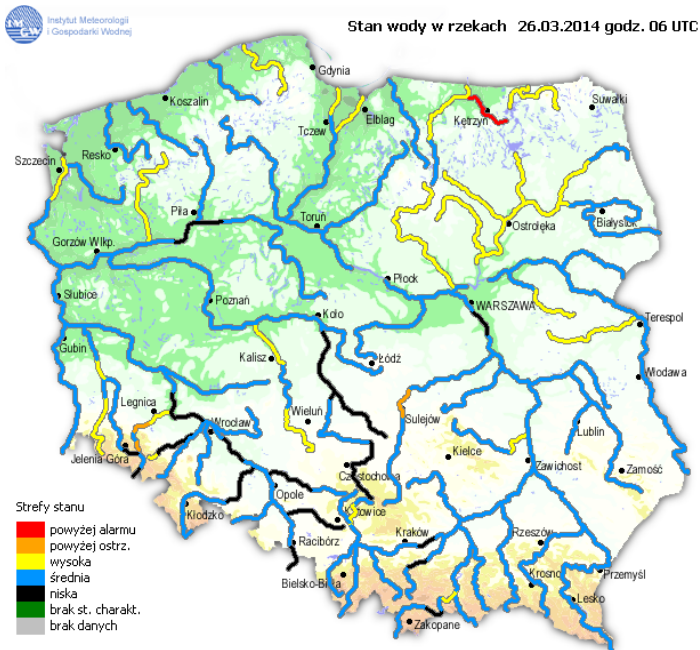 Instytut Meteorologii
i Gospodarki Wodnej
IMGW
Stan wody w rzekach 26.03.2014 godz. 06 UTC
Gdynia
Koszalin
Suwałki
Tczew
Elbląg
Kętrzyn
Resko
Szczecin
Piła
Toruń
Ostrołęka
Białystok
Gorzów Wlkp.
Płock
Słubice
Poznań
Koło
WARSZAWA
Terespol
Gubin
Kalisz
Łódź
Włodawa
Legnica
Wieluń
Sulejów
Wrocław
Lublin
Jelenia Góra
Kielce
Częstochowa
Zawichost
Zamość
Opole
Kłodzko
Katowice
Kraków
Rzeszów
Racibórz
Bielsko-Biała
Krosno
Przemyśl
Lesko
Zakopane
Strefy stanu
powyżej alarmu
powyżej ostrz.
wysoka
średnia
niska
brak st. charakt.
brak danych